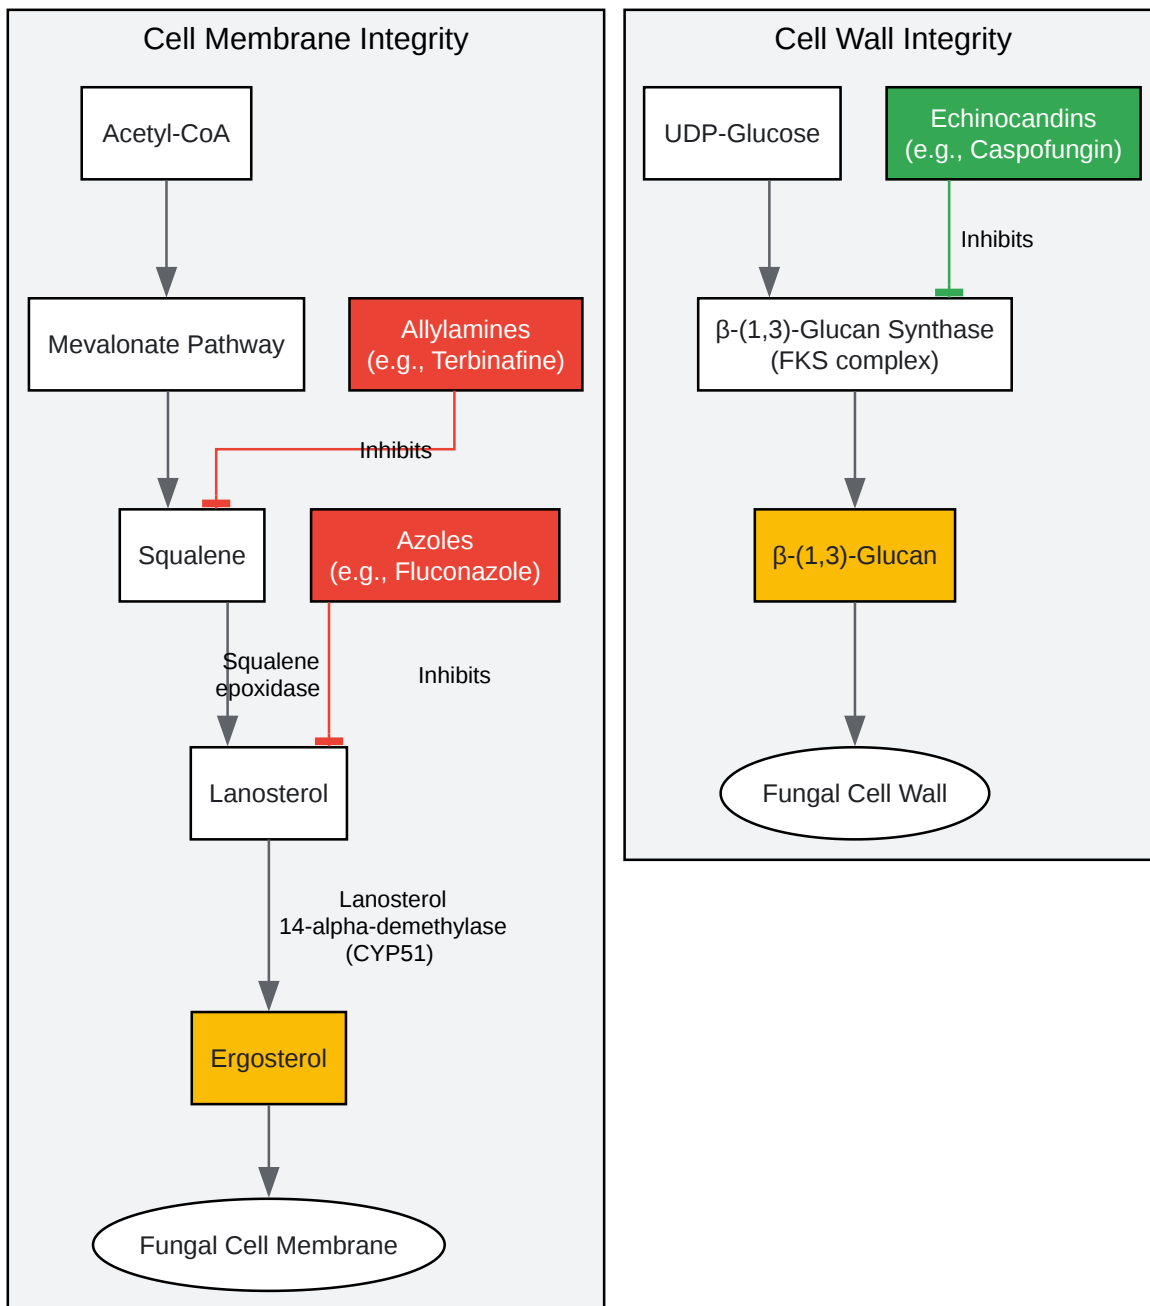 Cell Membrane Integrity
Acetyl-CoA
Mevalonate Pathway
Allylamines
(e.g., Terbinafine)
Inhibits
Squalene
Azoles
(e.g., Fluconazole)
Squalene
epoxidase
Inhibits
Lanosterol
Lanosterol
14-alpha-demethylase
(CYP51)
Ergosterol
Fungal Cell Membrane
Cell Wall Integrity
UDP-Glucose
Echinocandins
(e.g., Caspofungin)
Inhibits
β-(1,3)-Glucan Synthase
(FKS complex)
β-(1,3)-Glucan
Fungal Cell Wall